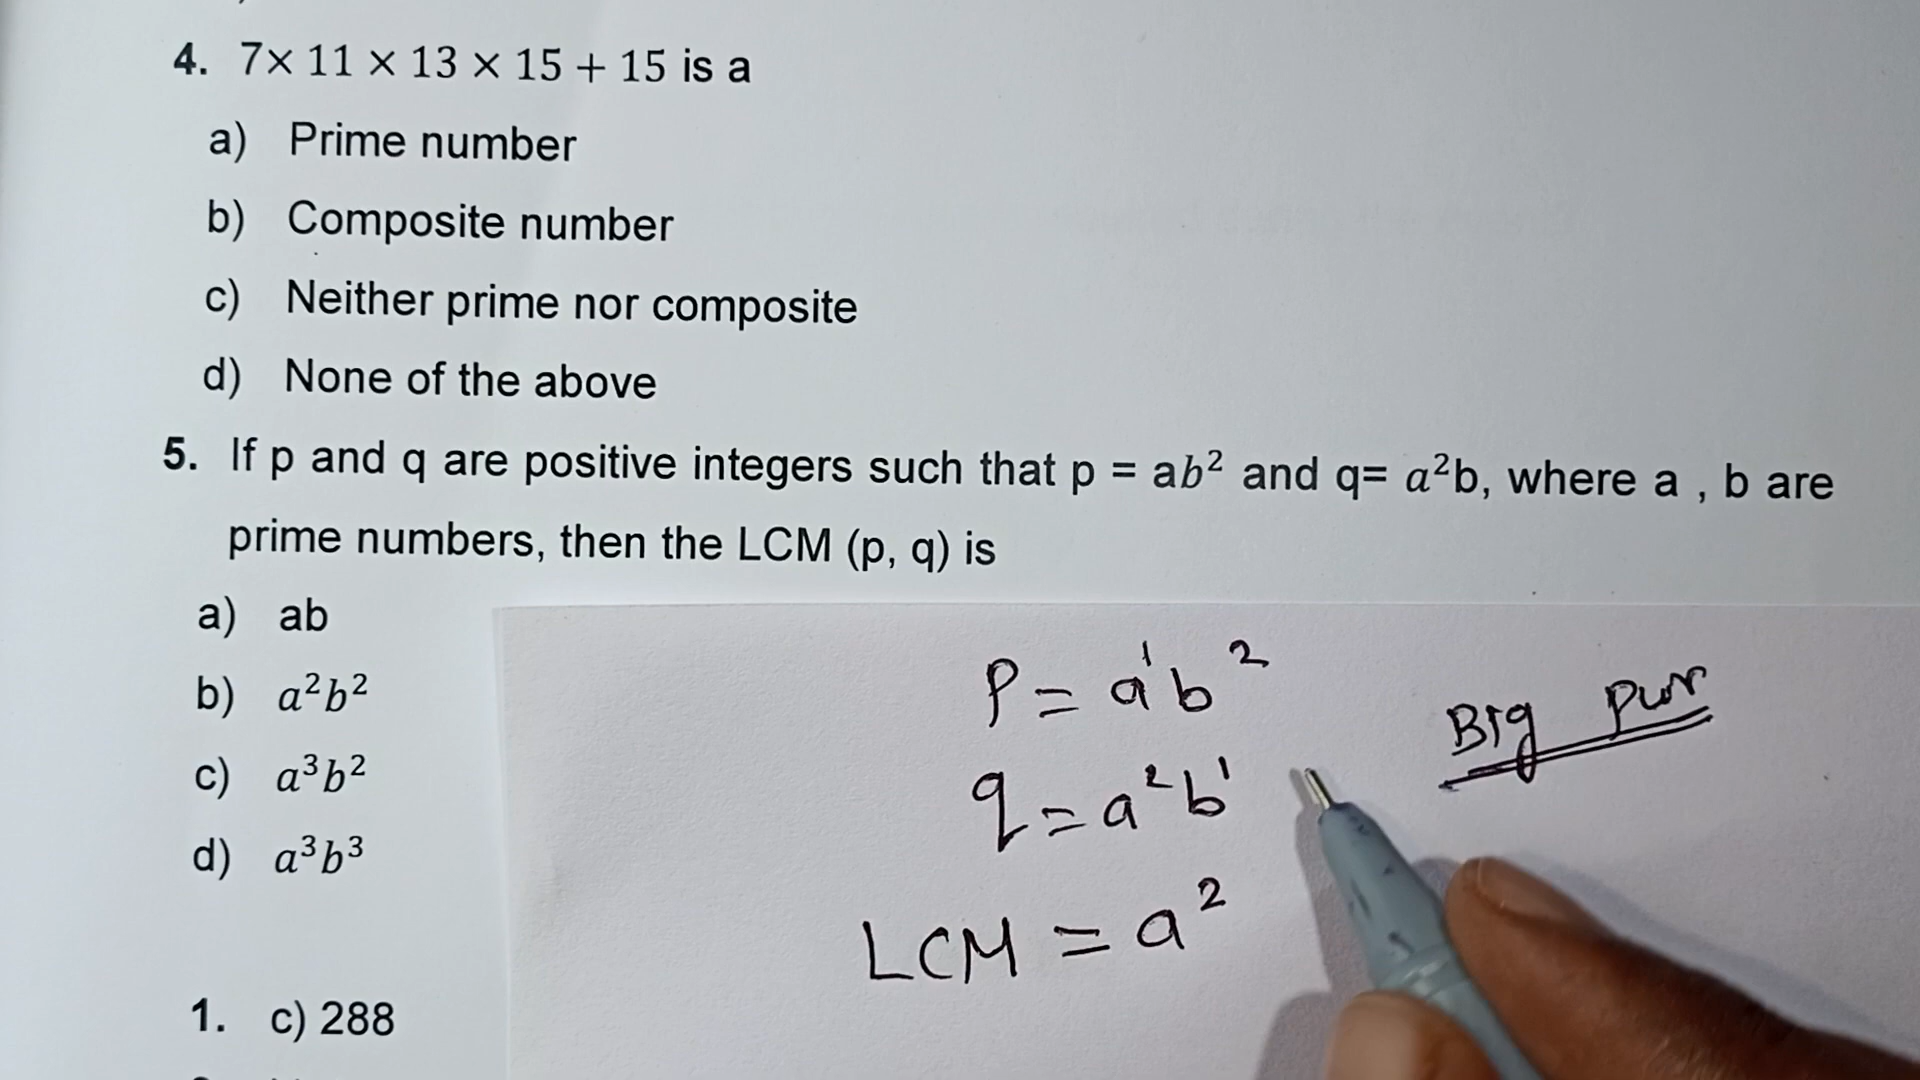 4. 7× 11 × 13 × 15 + 15 is a
a) Prime number
b) Composite number
c) Neither prime nor composite
d) None of the above
5. If p and q are positive integers such that p = ab² and q= a²b, where a , b are
prime numbers, then the LCM (p, q) is
a) ab
b) a²b²
c) a³b²
d) a³b³
P = a¹b²
q = a²b¹
LCM = a²
Big
1. c) 288